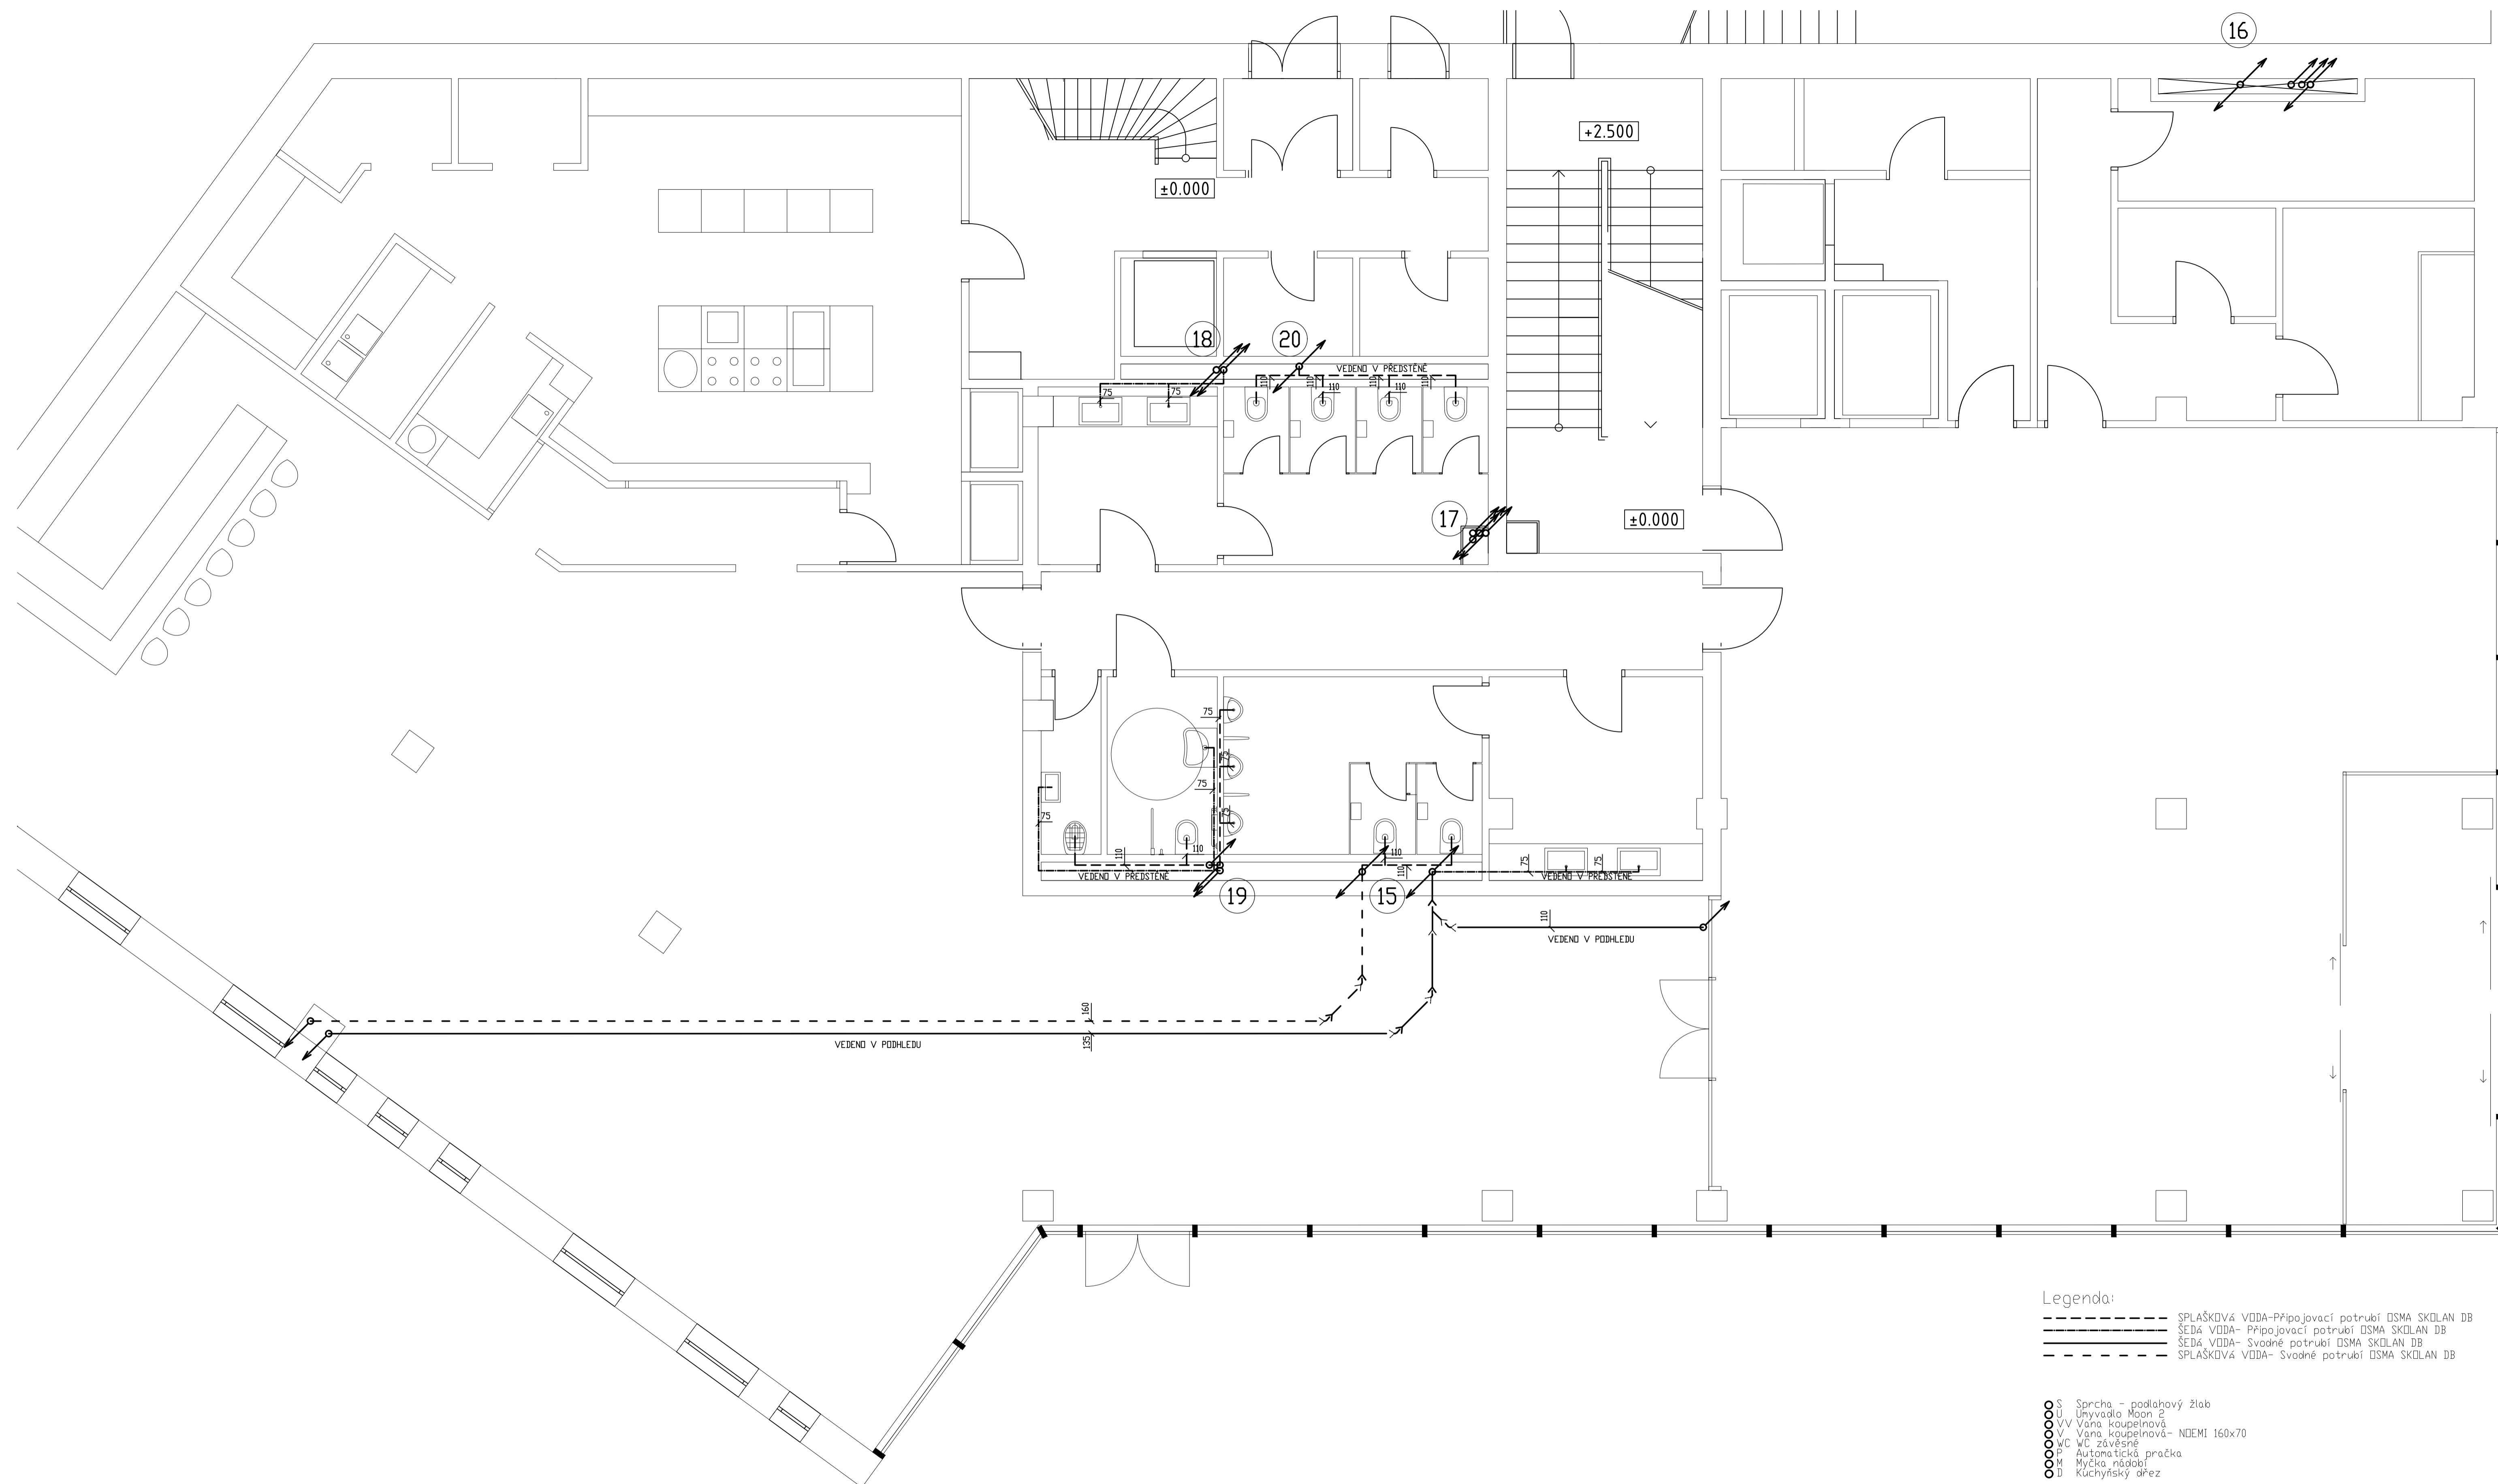 16
+2.500
±0.000
18
20
VEDENO V PŘEDSTĚNĚ
110
110
110
110
75
75
110
110
17
±0.000
75
75
75
75
75
110
110
110
110
75
75
VEDENO V PŘEDSTĚNĚ
VEDENO V PŘEDSTĚNĚ
19
15
110
VEDENO V PODHLEDU
160
135
VEDENO V PODHLEDU
Legenda:
SPLAŠKOVÁ VODA-Připojovací potrubí OSMA SKOLAN DB
ŠEDÁ VODA- Připojovací potrubí OSMA SKOLAN DB
ŠEDÁ VODA- Svodné potrubí OSMA SKOLAN DB
SPLAŠKOVÁ VODA- Svodné potrubí OSMA SKOLAN DB
S Sprcha - podlahový žlab
U Umyvadlo Moon 2
VV Vana koupelnová
V Vana koupelnová- NOEMI 160x70
WC WC závěsné
P Automatická pračka
M Myčka nádobí
D Kuchyňský dřez